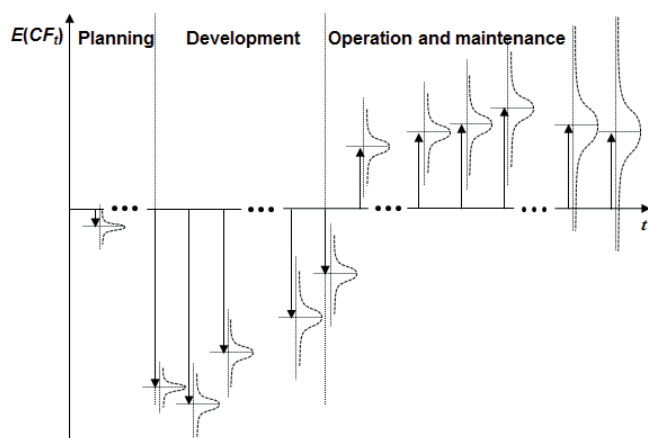 E(CFt) Planning Development Operation and maintenance
••• ••• ••• •••
t